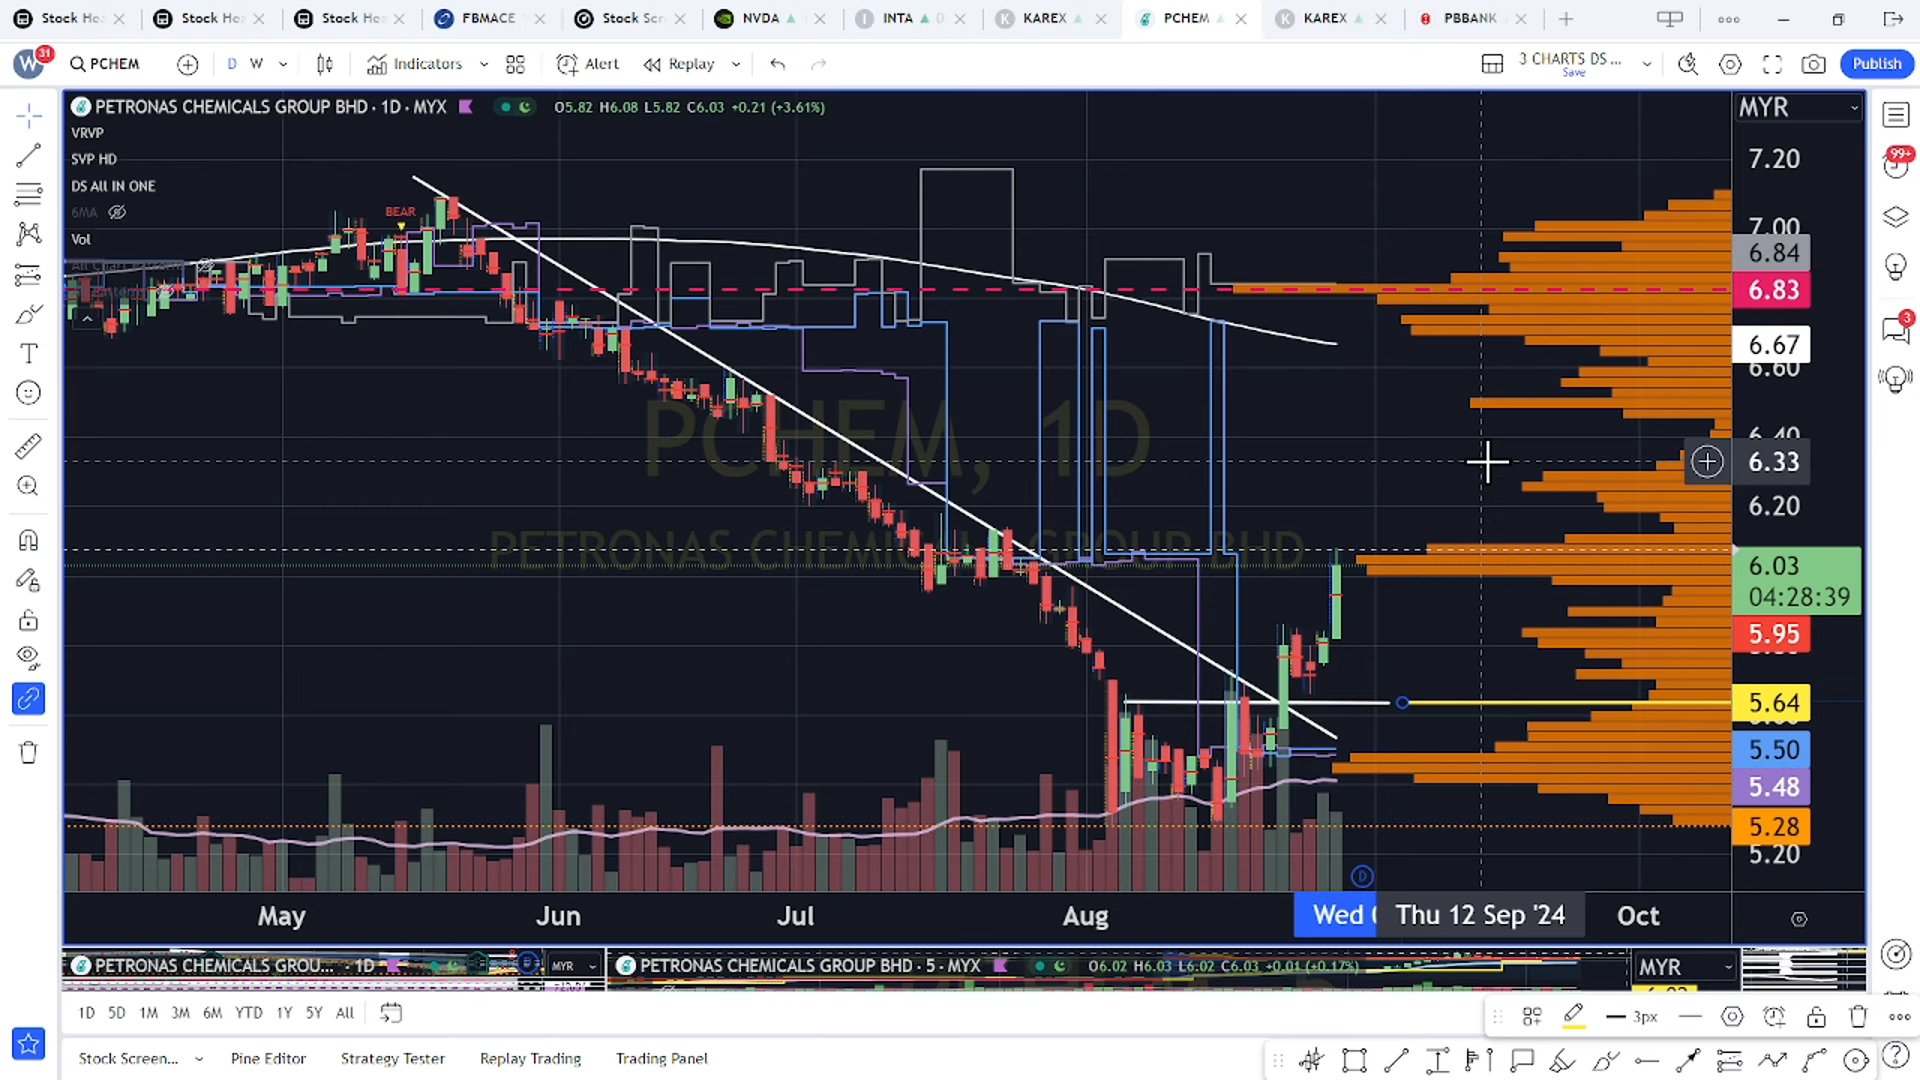 Stock Hea
Stock Hea
Stock Hea
FBMACE
Stock Scr
NVDA
INTA
KAREX
PCHEM
KAREX
PBBANK
W
31
PCHEM
D
W
Indicators
Alert
Replay
3 CHARTS DS ...
Save
Publish
PETRONAS CHEMICALS GROUP BHD · 1D · MYX
O5.82 H6.08 L5.82 C6.03 +0.21 (+3.61%)
VRVP
SVP HD
DS All IN ONE
6MA
Vol
BEAR
PCHEM, 1D
PETRONAS CHEMICALS GROUP BHD
MYR
7.20
7.00
6.84
6.83
6.67
6.60
6.40
6.33
6.20
6.03
04:28:39
5.95
5.64
5.50
5.48
5.28
5.20
99+
3
D
May
Jun
Jul
Aug
Wed
Thu 12 Sep '24
Oct
PETRONAS CHEMICALS GROU... · 1D
MYR
PETRONAS CHEMICALS GROUP BHD · 5 · MYX
O6.02 H6.03 L6.02 C6.03 +0.01 (+0.17%)
MYR
1D
5D
1M
3M
6M
YTD
1Y
5Y
All
3px
Stock Screen...
Pine Editor
Strategy Tester
Replay Trading
Trading Panel